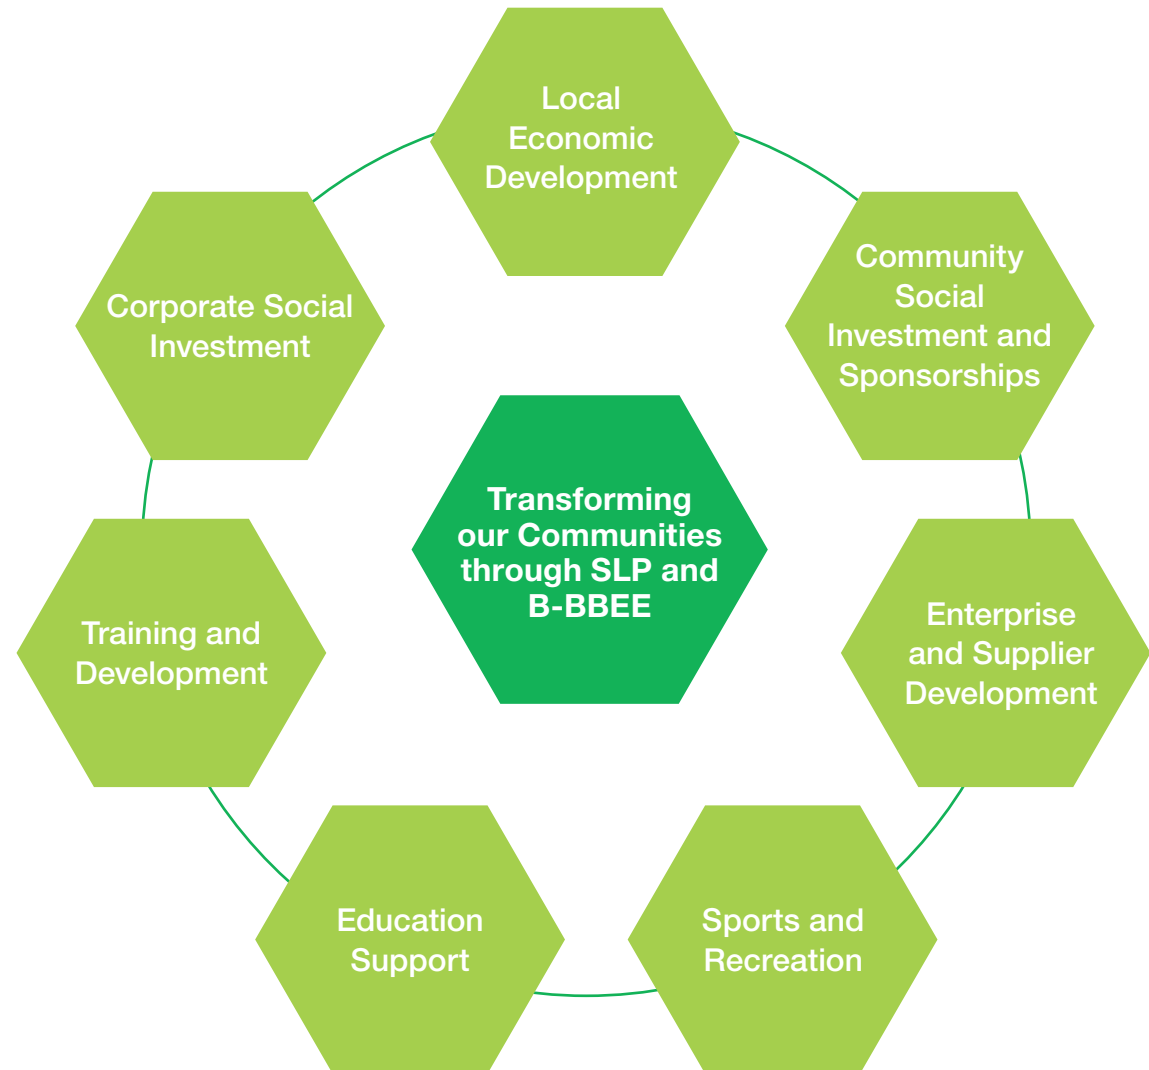 Local
Economic
Development
Community
Social
Investment and
Sponsorships
Enterprise
and Supplier
Development
Sports and
Recreation
Education
Support
Training and
Development
Corporate Social
Investment
Transforming
our Communities
through SLP and
B-BBEE